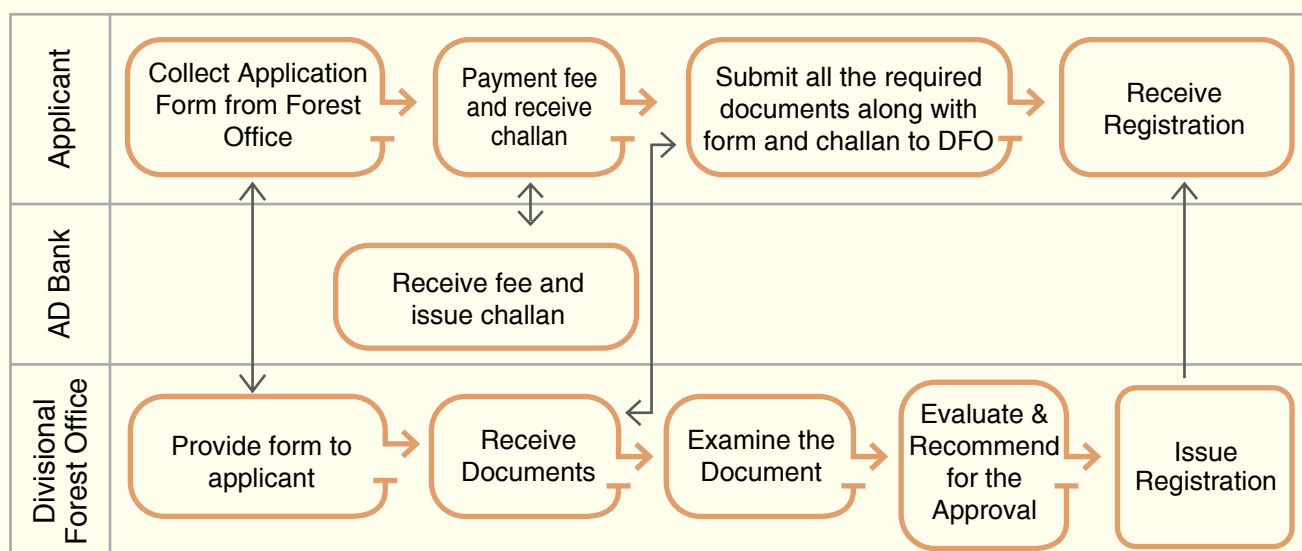 Applicant
Collect Application
Form from Forest
Office
Payment fee
and receive
challan
Submit all the required
documents along with
form and challan to DFO
Receive
Registration
AD Bank
Receive fee and
issue challan
Divisional
Forest Office
Provide form to
applicant
Receive
Documents
Examine the
Document
Evaluate &
Recommend
for the
Approval
Issue
Registration